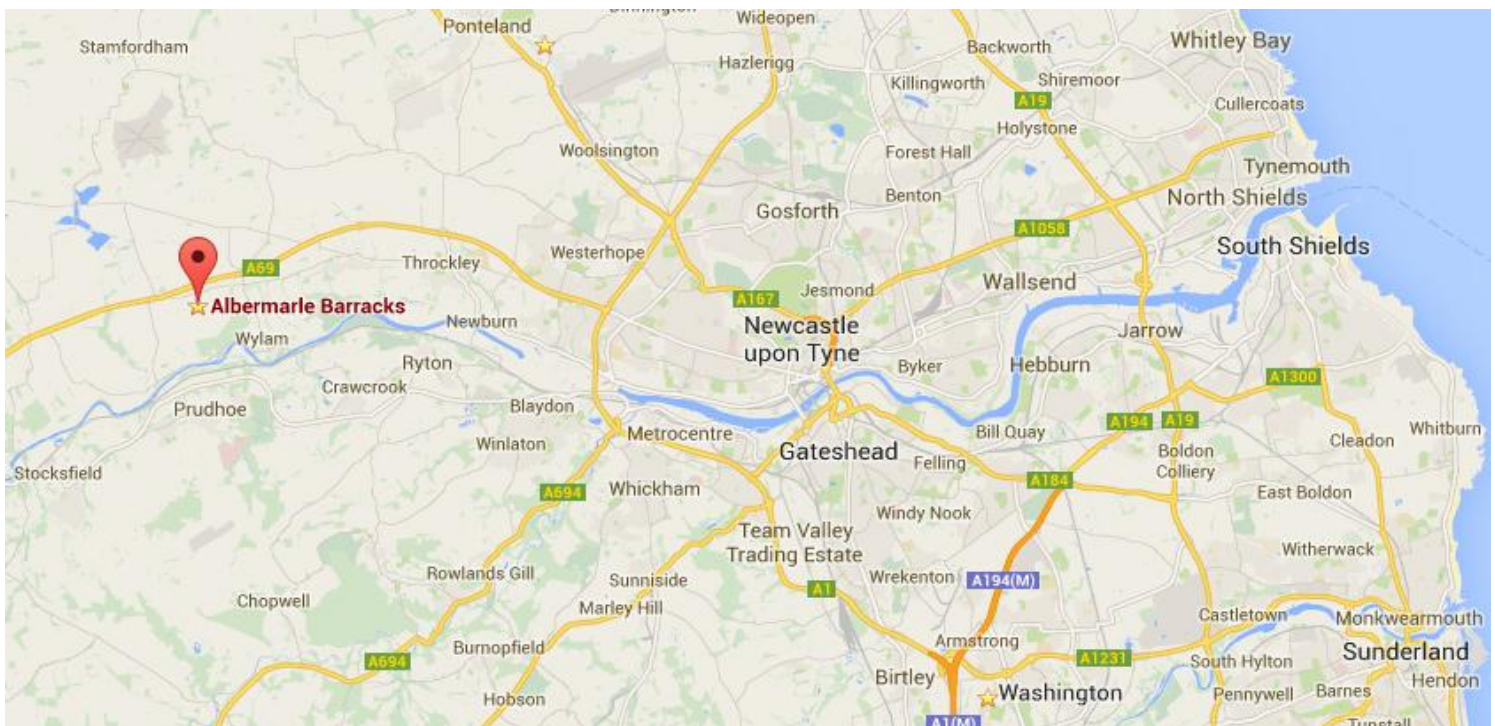 Dinnington
Wideopen
Ponteland
Stamfordham
Whitley Bay
Backworth
Hazlerigg
Killingworth
Shiremoor
A19
Cullercoats
Holystone
Woolsington
Forest Hall
Tynemouth
Benton
North Shields
Gosforth
A1058
South Shields
Westerhope
Throckley
A69
Wallsend
Jesmond
A167
Albermarle Barracks
Newburn
Newcastle
upon Tyne
Jarrow
Wylam
Ryton
Byker
Hebburn
A1300
Crawcrook
Prudhoe
Blaydon
A194
A19
Whitburn
Metrocentre
Bill Quay
Cleadon
Winlaton
Gateshead
Felling
Boldon
Colliery
Stocksfield
A184
A694
Whickham
East Boldon
Windy Nook
Team Valley
Trading Estate
Witherwack
Rowlands Gill
Sunniside
Wrekenton
A194(M)
A1
Chopwell
Marley Hill
Castletown
Monkwearmouth
Armstrong
Burnopfield
A694
A1231
South Hylton
Sunderland
Birtley
Hendon
Washington
Pennywell
Barnes
Hobson
A1(M)
Tunstall